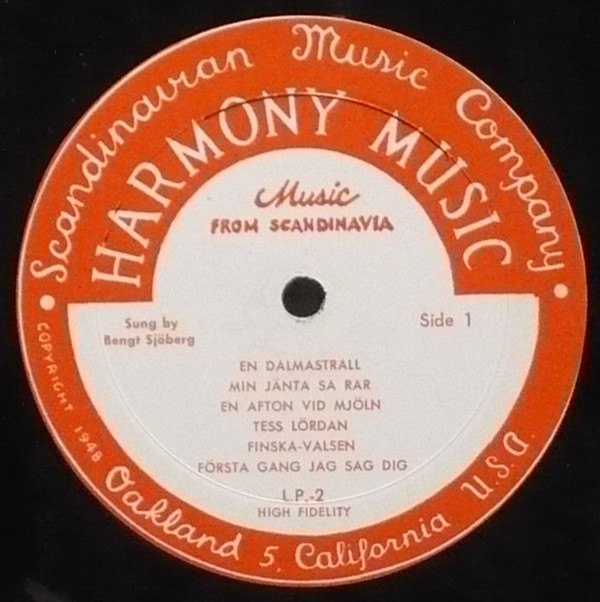 Scandinavian Music Company
HARMONY MUSIC
Music
FROM SCANDINAVIA
Sung by
Bengt Sjöberg
Side 1
EN DALMASTRALL
MIN JÄNTA SA RAR
EN AFTON VID MJÖLN
TESS LÖRDAN
FINSKA-VALSEN
FÖRSTA GANG JAG SAG DIG
L.P.-2
HIGH FIDELITY
COPYRIGHT 1948
Oakland 5, California U.S.A.